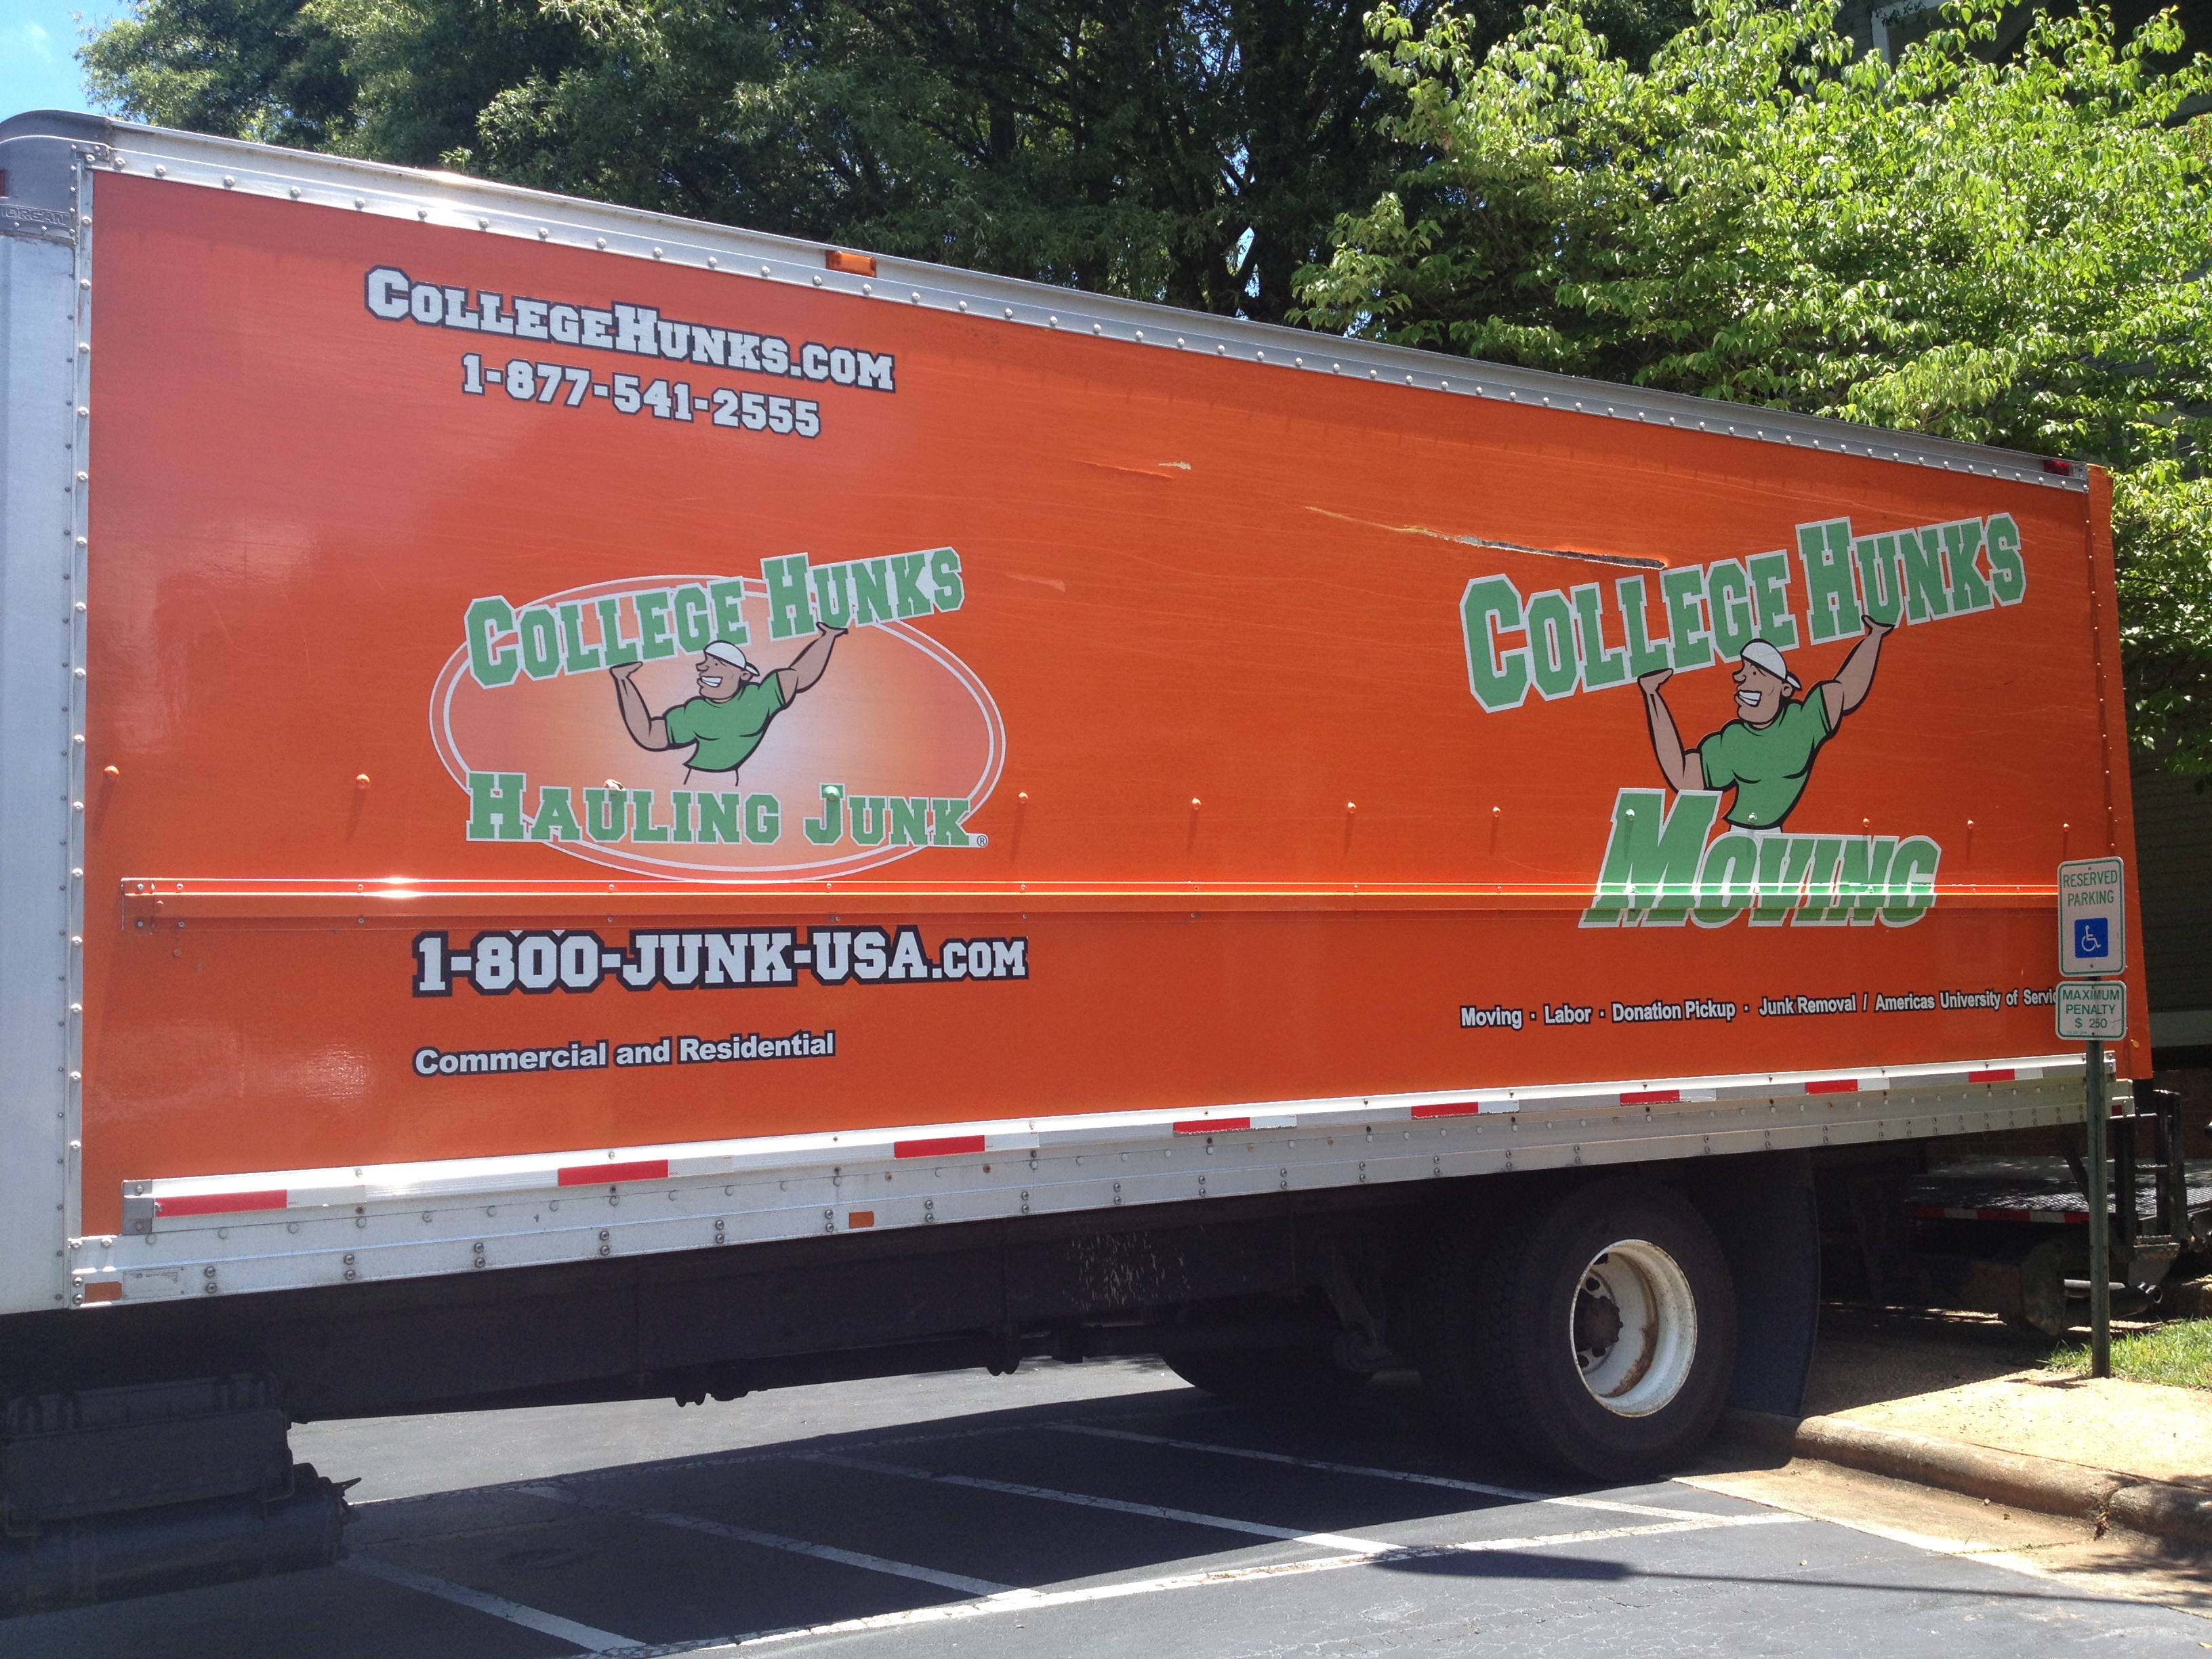 MORGAN
CollegeHunks.com
1-877-541-2555
College Hunks
Hauling Junk®
1-800-JUNK-USA.com
Commercial and Residential
College Hunks
Moving
Moving · Labor · Donation Pickup · Junk Removal / Americas University of Servic
RESERVED
PARKING
MAXIMUM
PENALTY
$ 250